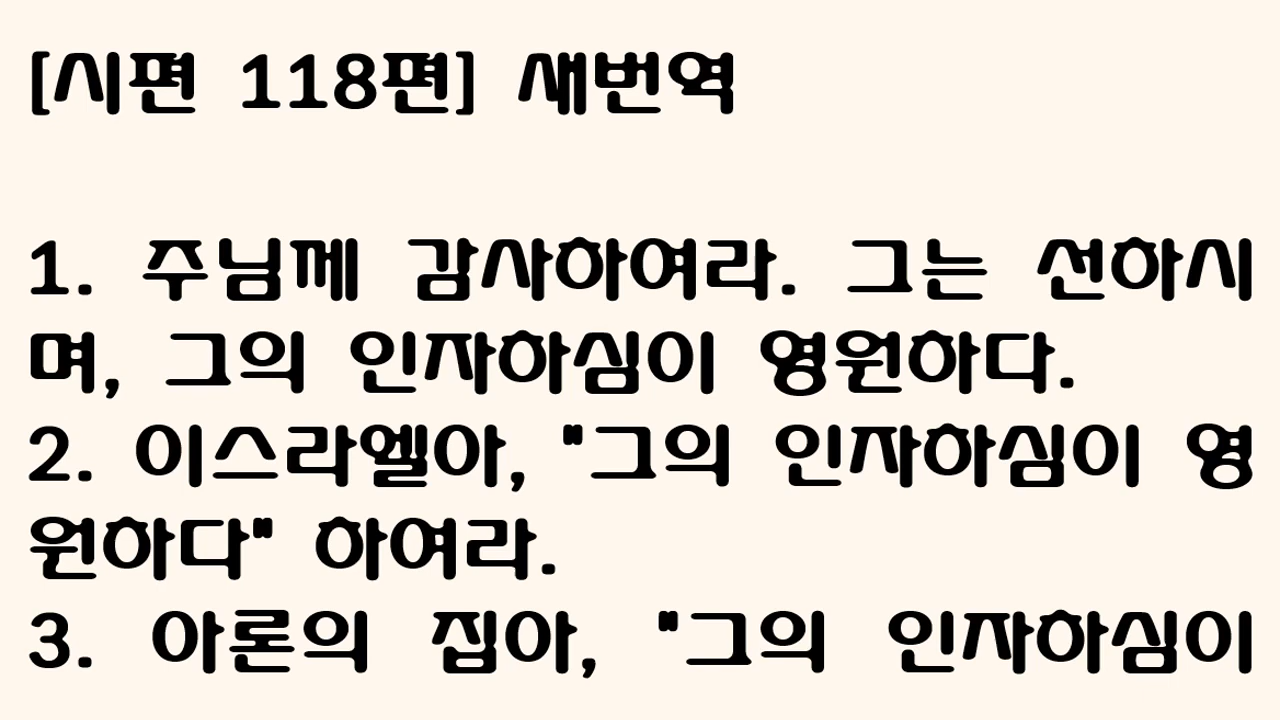 [시편 118편] 새번역
1. 주님께 감사하여라. 그는 선하시
며, 그의 인자하심이 영원하다.
2. 이스라엘아, "그의 인자하심이 영
원하다" 하여라.
3. 아론의 집아, "그의 인자하심이